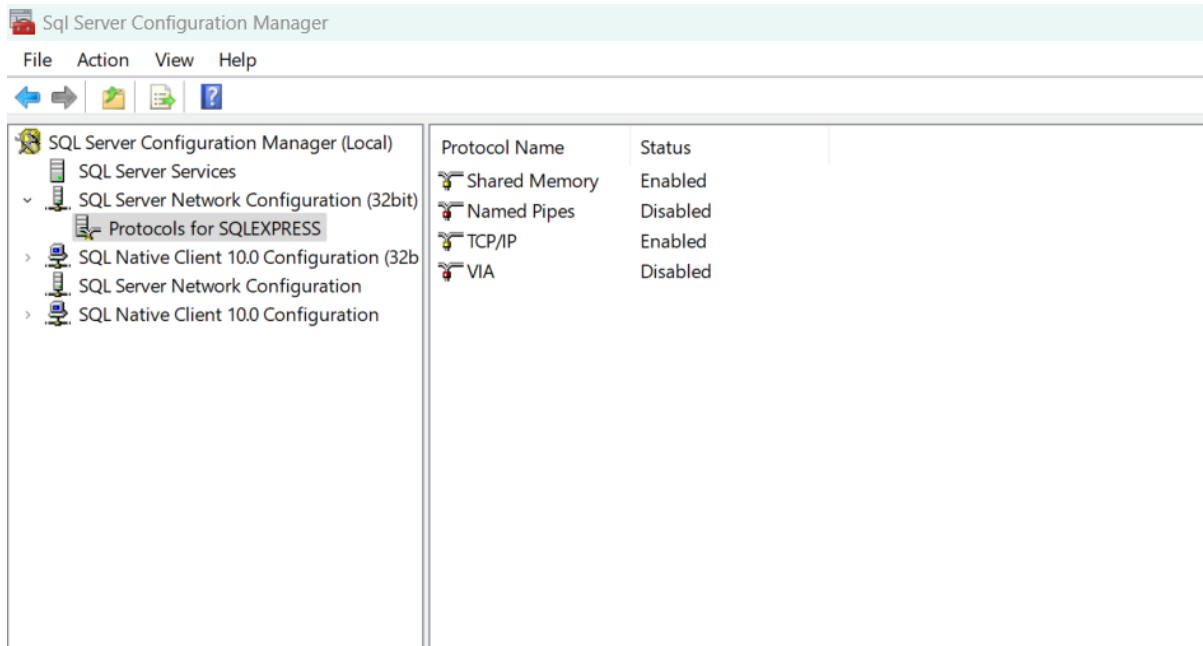 Sql Server Configuration Manager
File Action View Help
SQL Server Configuration Manager (Local)
SQL Server Services
SQL Server Network Configuration (32bit)
Protocols for SQLEXPRESS
SQL Native Client 10.0 Configuration (32b
SQL Server Network Configuration
SQL Native Client 10.0 Configuration
Protocol Name Status
Shared Memory Enabled
Named Pipes Disabled
TCP/IP Enabled
VIA Disabled